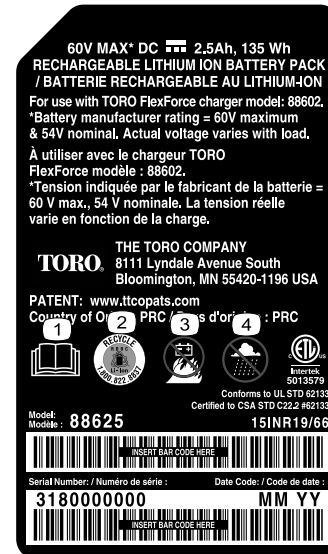 60V MAX* DC 2.5Ah, 135 Wh
RECHARGEABLE LITHIUM ION BATTERY PACK
/ BATTERIE RECHARGEABLE AU LITHIUM-ION
For use with TORO FlexForce charger model: 88602.
*Battery manufacturer rating = 60V maximum
& 54V nominal. Actual voltage varies with load.
À utiliser avec le chargeur TORO
FlexForce modèle : 88602.
*Tension indiquée par le fabricant de la batterie =
60 V max., 54 V nominale. La tension réelle
varie en fonction de la charge.
TORO®
THE TORO COMPANY
8111 Lyndale Avenue South
Bloomington, MN 55420-1196 USA
PATENT: www.ttcopats.com
Country of PRC / : PRC
1 2 3 4
RECYCLE
RBRC
Li-Ion
1.800.822.8837
ETL
Intertek
5013579
Conforms to UL STD 62133
Certified to CSA STD C22.2 #62133
Model:
Modèle : 88625
15INR19/66
INSERT BAR CODE HERE
Serial Number: / Numéro de série : Date Code: / Code de date :
3180000000 MM YY
INSERT BAR CODE HERE